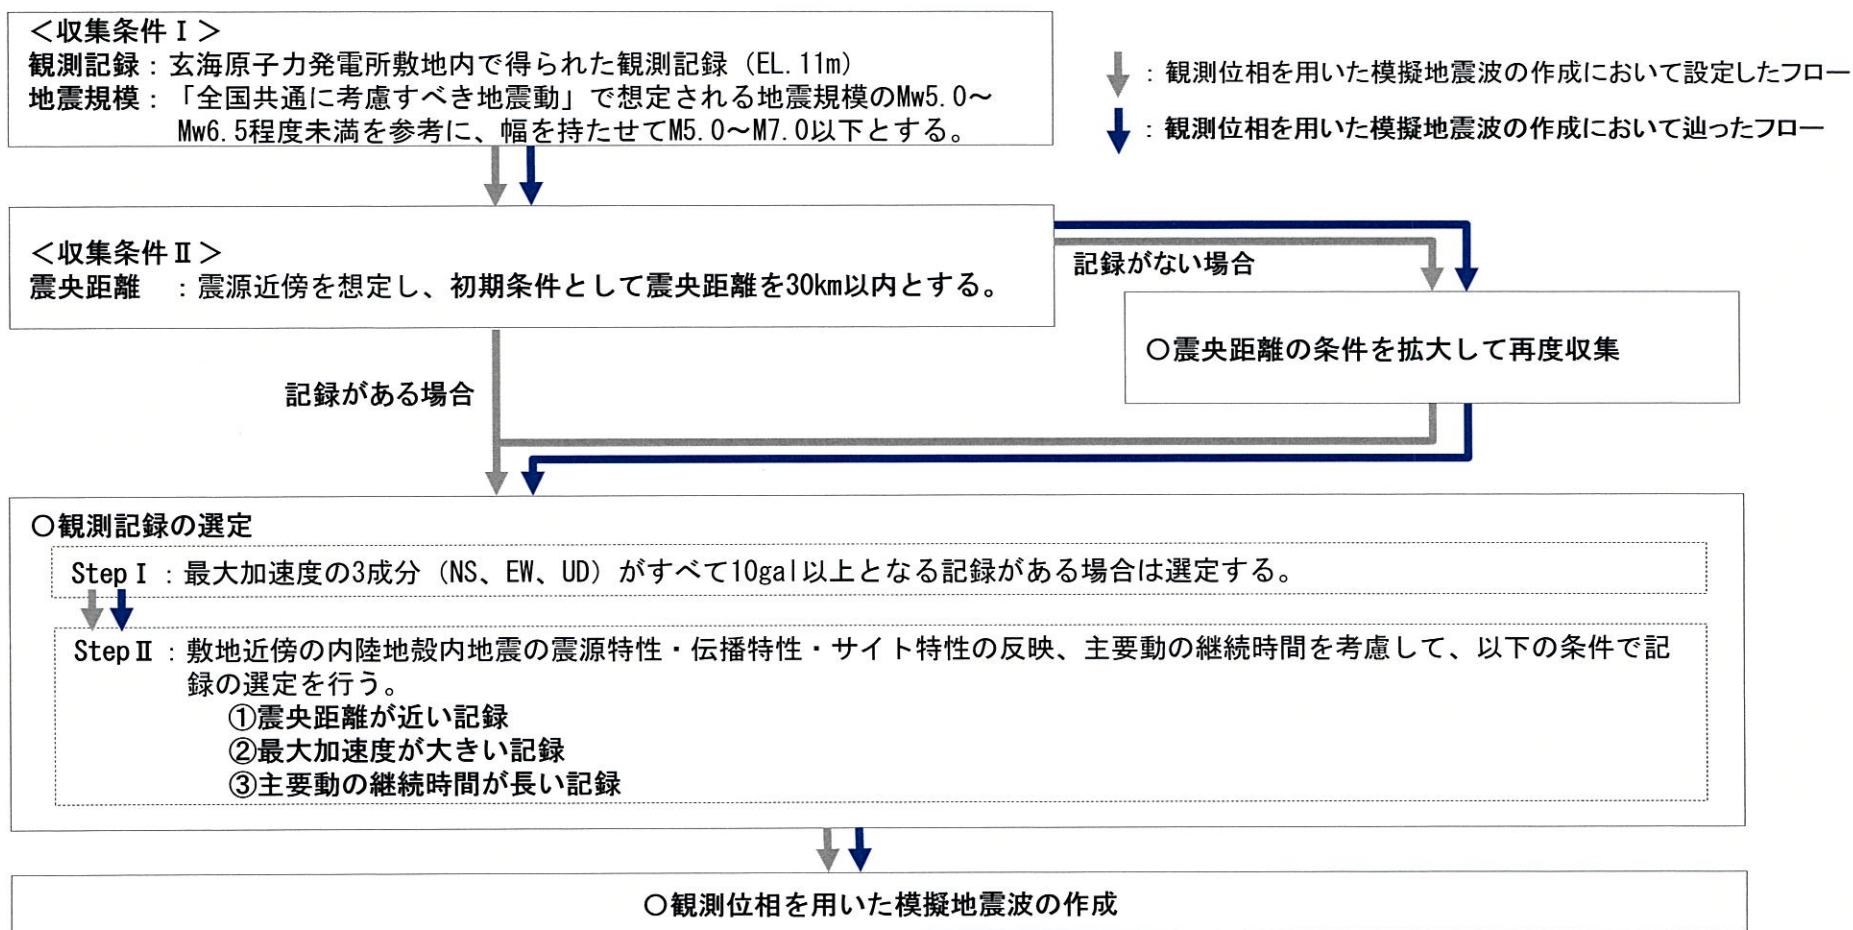 ＜収集条件Ⅰ＞
観測記録：玄海原子力発電所敷地内で得られた観測記録（EL.11m）
地震規模：「全国共通に考慮すべき地震動」で想定される地震規模のMw5.0～
Mw6.5程度未満を参考に、幅を持たせてM5.0～M7.0以下とする。
：観測位相を用いた模擬地震波の作成において設定したフロー
：観測位相を用いた模擬地震波の作成において辿ったフロー
＜収集条件Ⅱ＞
震央距離　：震源近傍を想定し、初期条件として震央距離を30km以内とする。
記録がない場合
〇震央距離の条件を拡大して再度収集
記録がある場合
〇観測記録の選定
StepⅠ：最大加速度の3成分（NS、EW、UD）がすべて10gal以上となる記録がある場合は選定する。
StepⅡ：敷地近傍の内陸地殻内地震の震源特性・伝播特性・サイト特性の反映、主要動の継続時間を考慮して、以下の条件で記
録の選定を行う。
①震央距離が近い記録
②最大加速度が大きい記録
③主要動の継続時間が長い記録
〇観測位相を用いた模擬地震波の作成